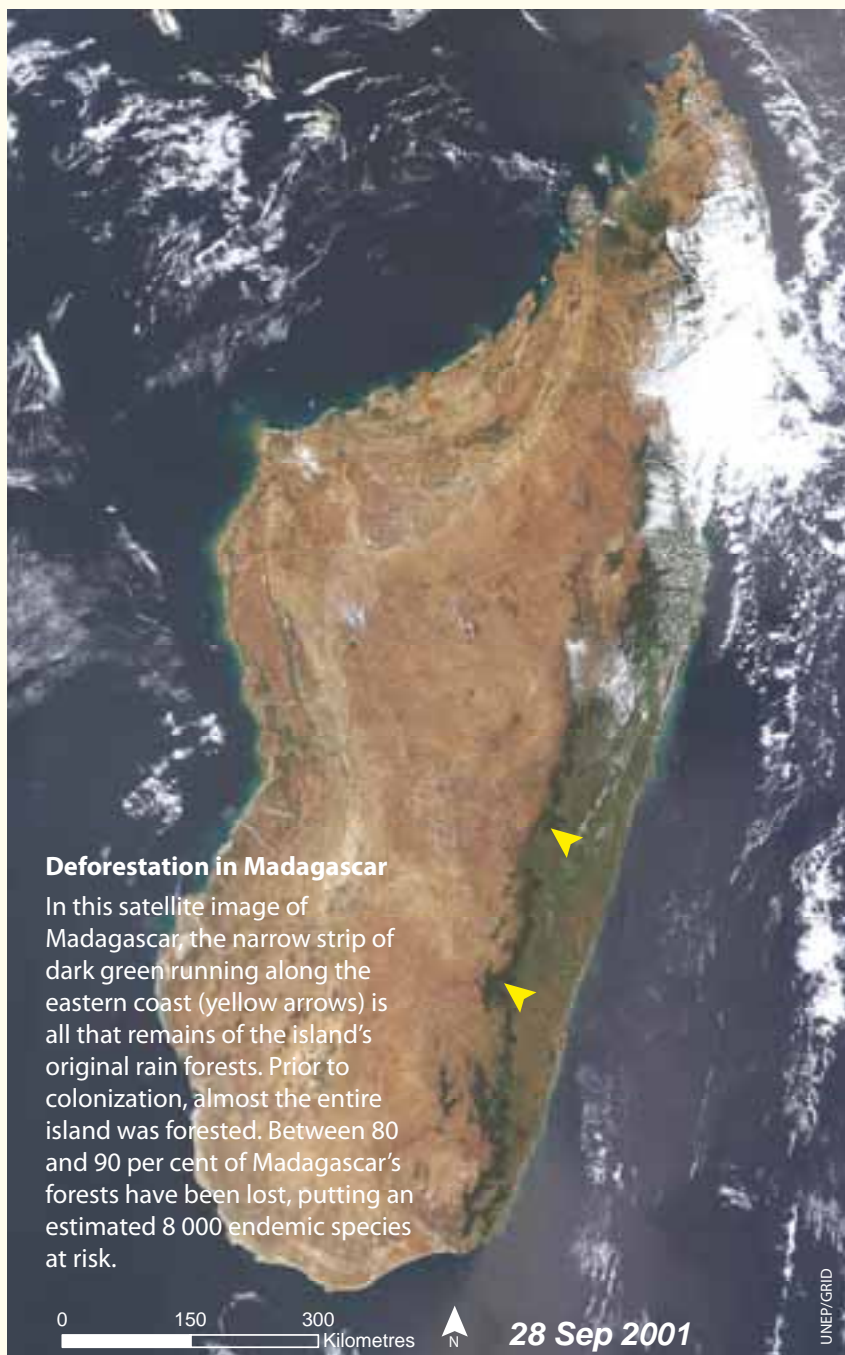 Deforestation in Madagascar
In this satellite image of
Madagascar, the narrow strip of
dark green running along the
eastern coast (yellow arrows) is
all that remains of the island’s
original rain forests. Prior to
colonization, almost the entire
island was forested. Between 80
and 90 per cent of Madagascar’s
forests have been lost, putting an
estimated 8 000 endemic species
at risk.
0 150 300
Kilometres
N
28 Sep 2001
UNEP/GRID